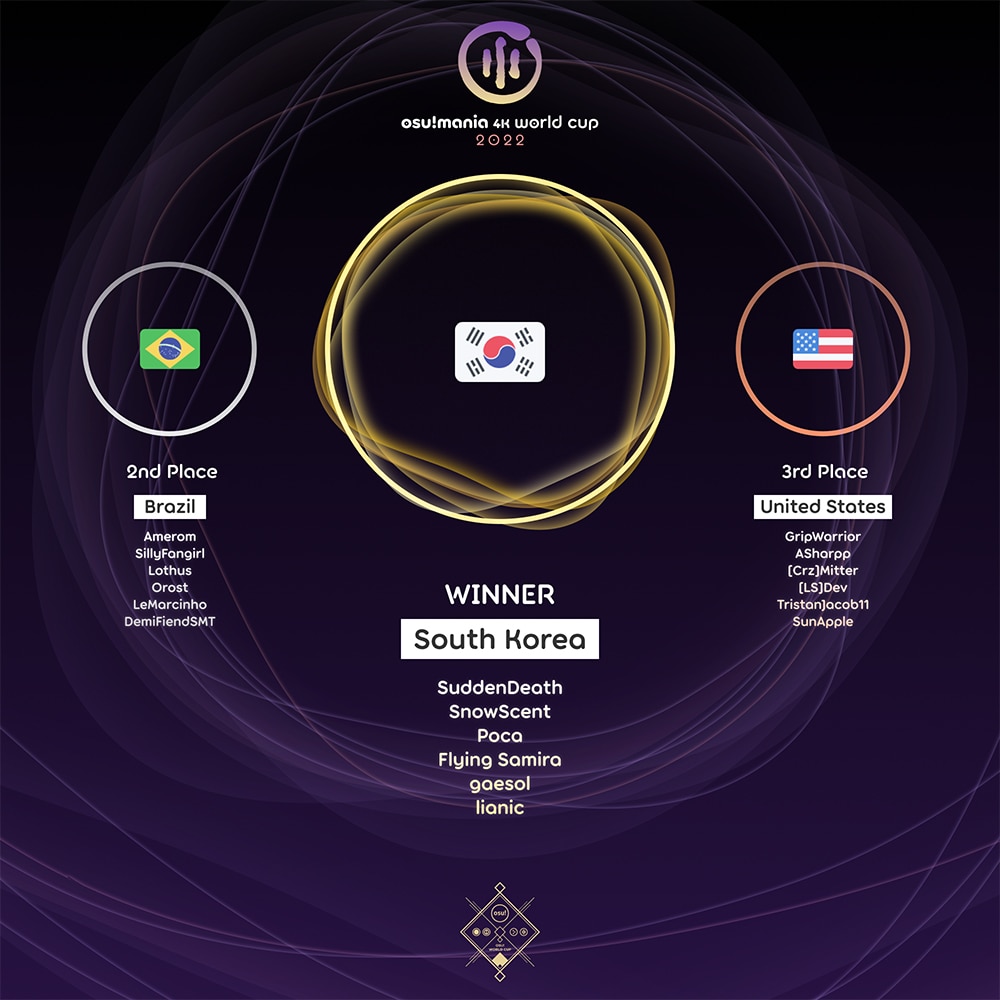 osu!mania 4K world cup
2022
2nd Place
Brazil
Amerom
SillyFangirl
Lothus
Orost
LeMarcinho
DemiFiendSMT
WINNER
South Korea
SuddenDeath
SnowScent
Poca
Flying Samira
gaesol
lianic
3rd Place
United States
GripWarrior
ASharpp
[Crz]Mitter
[LS]Dev
TristanJacob11
SunApple
osu!
osu!
WORLD CUP